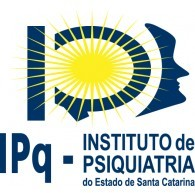 IPq - INSTITUTO de
PSIQUIATRIA
do Estado de Santa Catarina